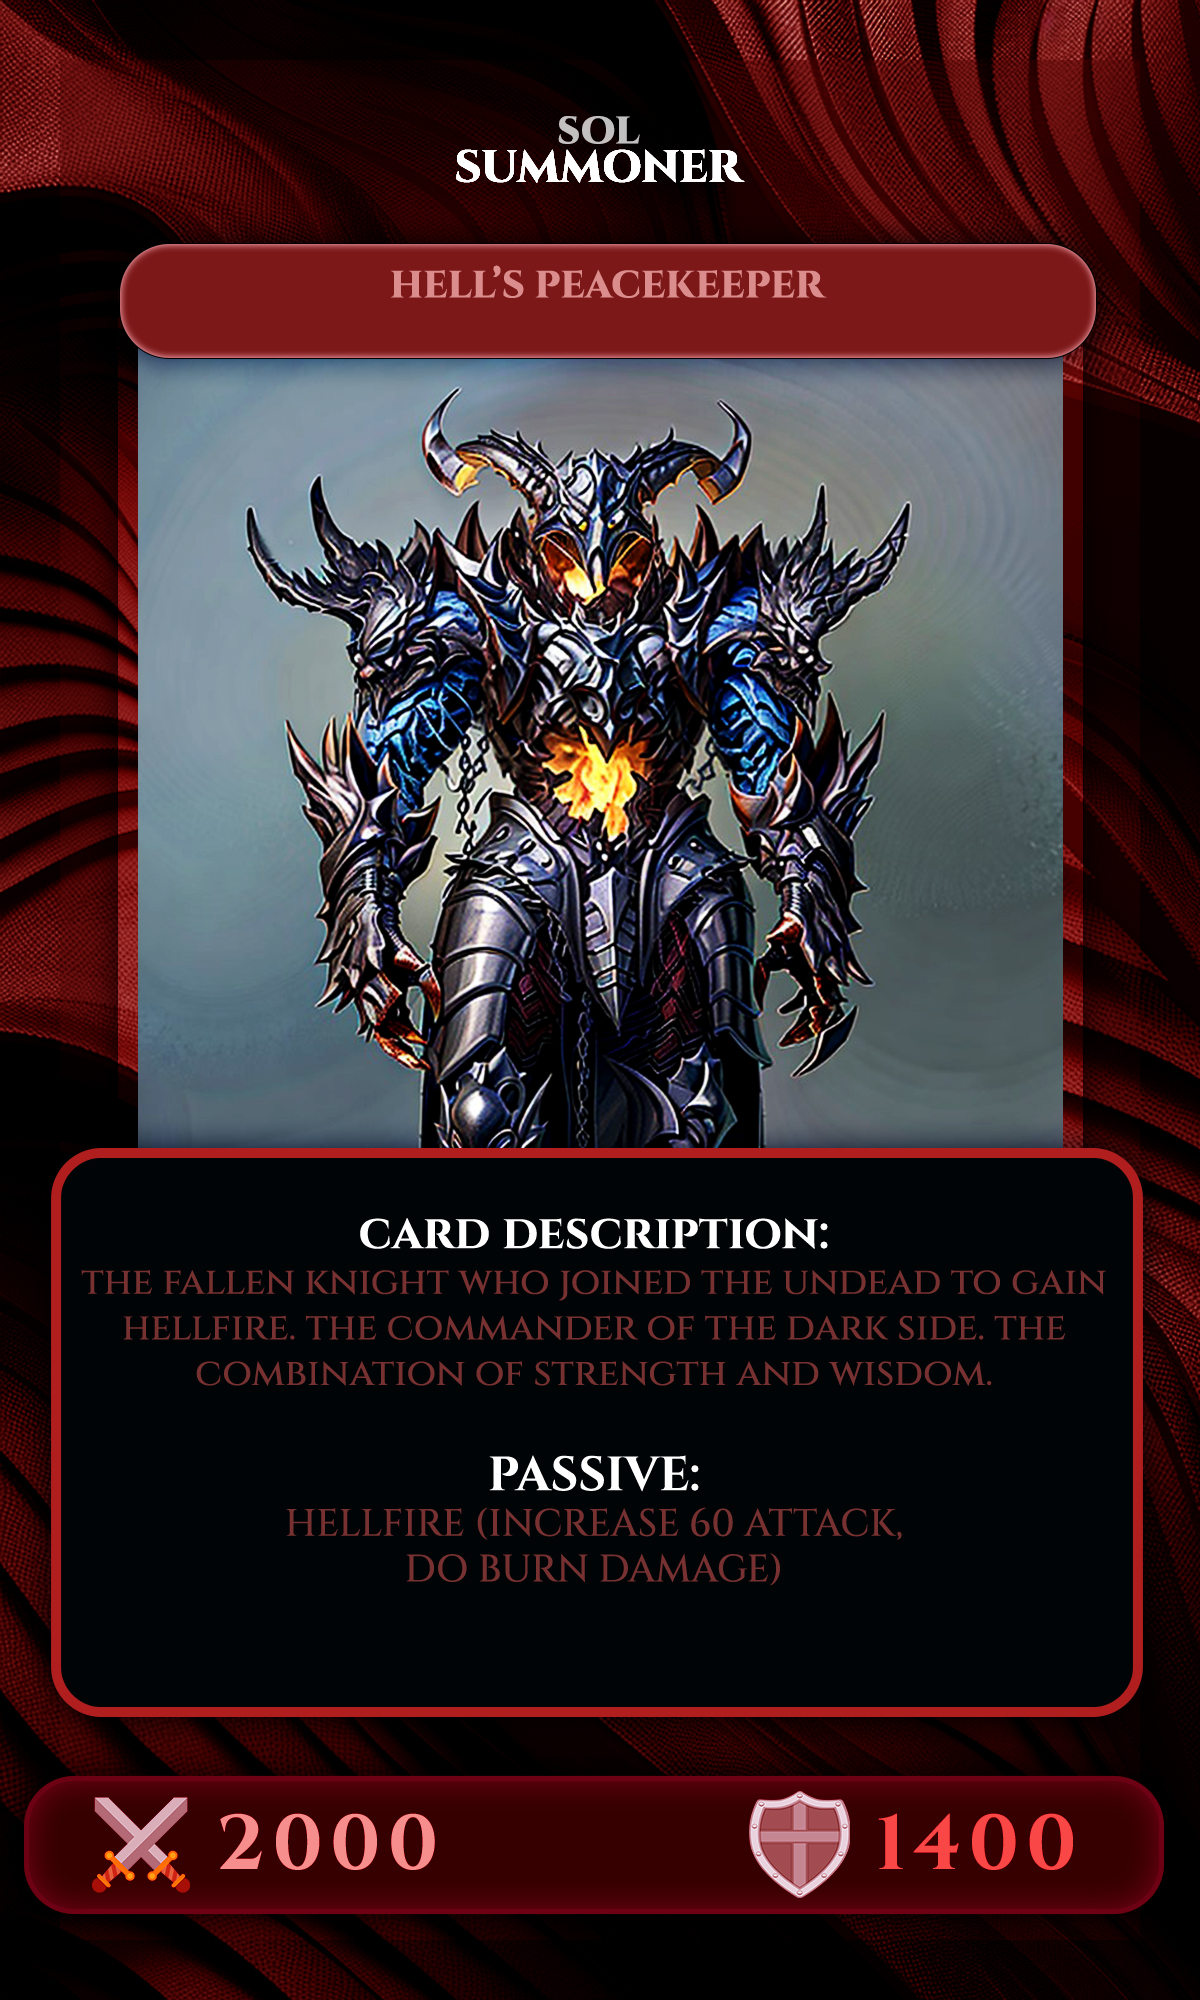 SOL
SUMMONER
HELL'S PEACEKEEPER
CARD DESCRIPTION:
THE FALLEN KNIGHT WHO JOINED THE UNDEAD TO GAIN
HELLFIRE. THE COMMANDER OF THE DARK SIDE. THE
COMBINATION OF STRENGTH AND WISDOM.
PASSIVE:
HELLFIRE (INCREASE 60 ATTACK,
DO BURN DAMAGE)
2000
1400